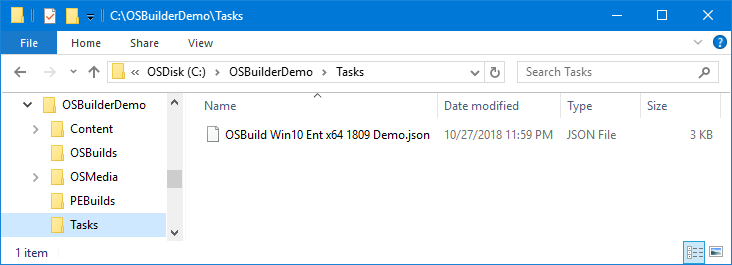 C:\OSBuilderDemo\Tasks
File Home Share View
OSDisk (C:) OSBuilderDemo Tasks Search Tasks
OSBuilderDemo
Content
OSBuilds
OSMedia
PEBuilds
Tasks
Name Date modified Type Size
OSBuild Win10 Ent x64 1809 Demo.json 10/27/2018 11:59 PM JSON File 3 KB
1 item